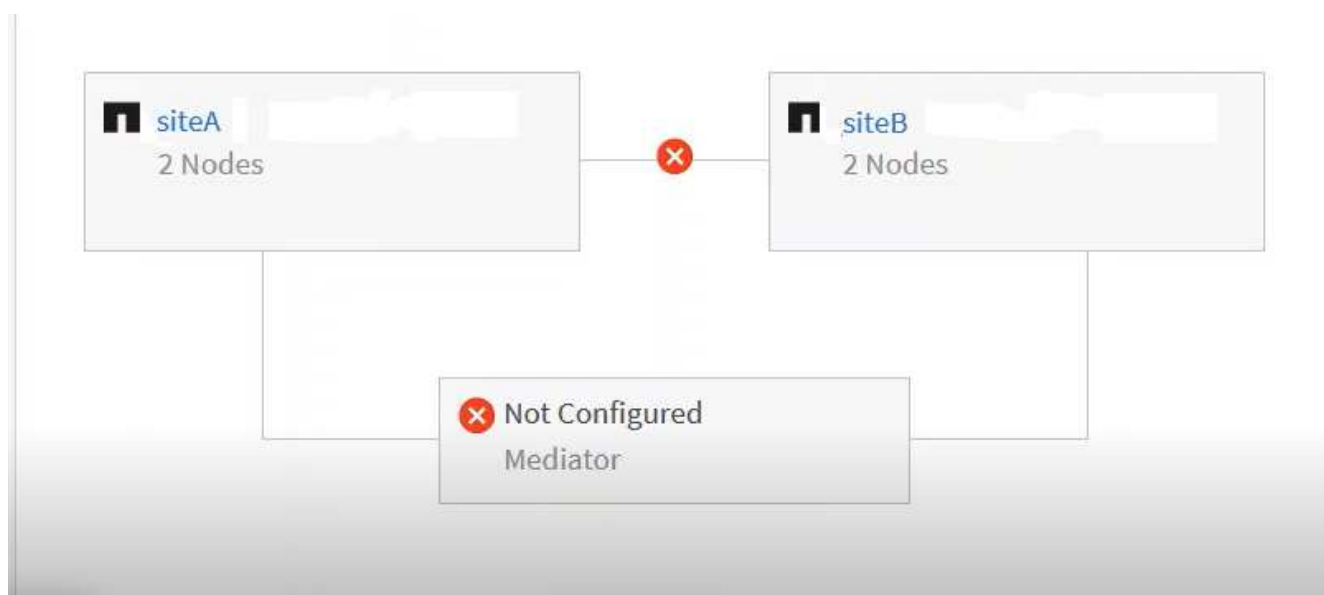 siteA
2 Nodes
siteB
2 Nodes
Not Configured
Mediator